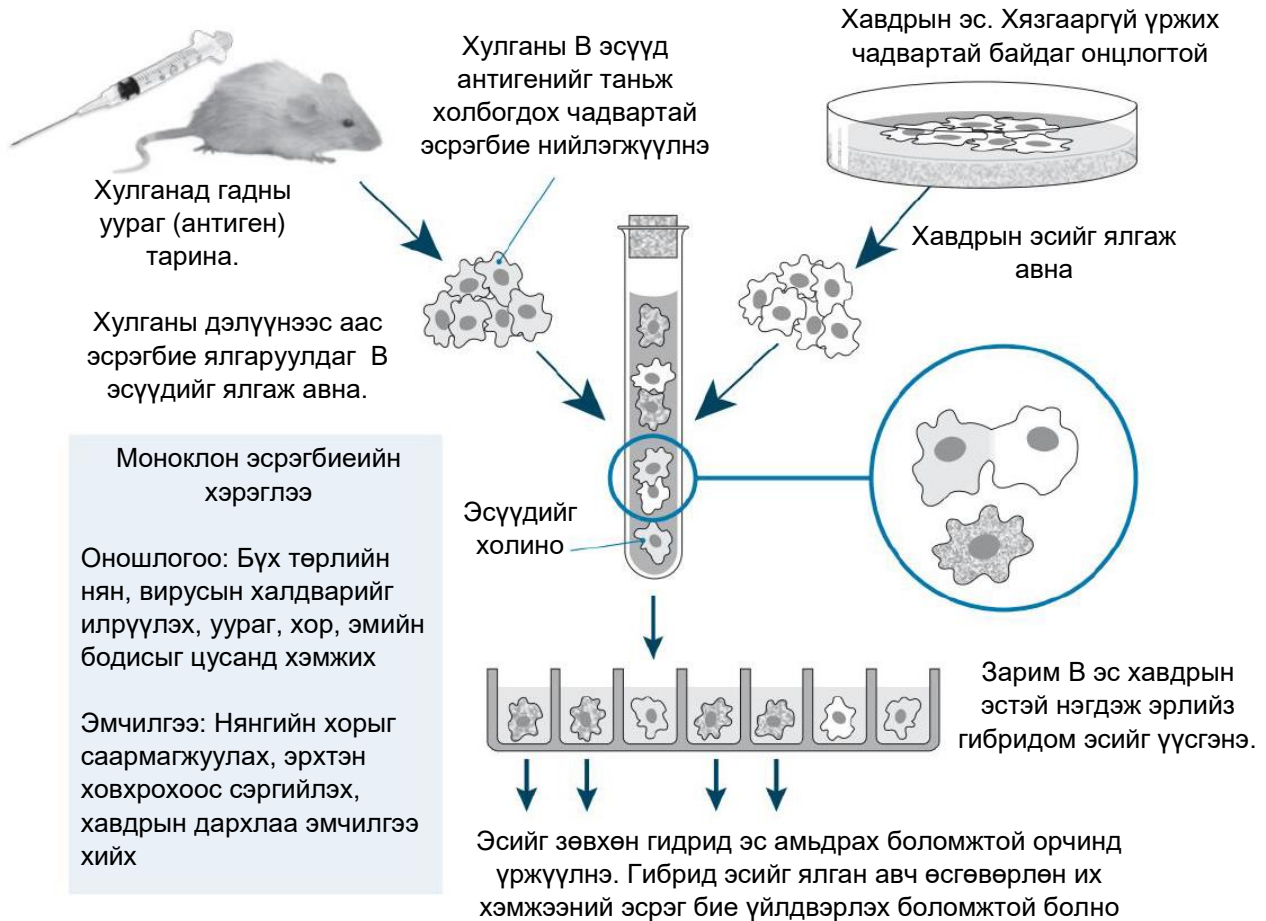 Хулганад гадны
уураг (антиген)
тарина.
Хулганы В эсүүд
антигенийг таньж
холбогдох чадвартай
эсрэгбие нийлэгжүүлнэ
Хавдрын эс. Хязгааргүй үржих
чадвартай байдаг онцлогтой
Хавдрын эсийг ялгаж
авна
Хулганы дэлүүнээс аас
эсрэгбие ялгаруулдаг В
эсүүдийг ялгаж авна.
Моноклон эсрэгбиеийн
хэрэглээ
Оношлогоо: Бүх төрлийн
нян, вирусын халдварийг
илрүүлэх, уураг, хор, эмийн
бодисыг цусанд хэмжих
Эмчилгээ: Нянгийн хорыг
саармагжуулах, эрхтэн
ховхрохоос сэргийлэх,
хавдрын дархлаа эмчилгээ
хийх
Эсүүдийг
холино
Зарим В эс хавдрын
эстэй нэгдэж эрлийз
гибридом эсийг үүсгэнэ.
Эсийг зөвхөн гидрид эс амьдрах боломжтой орчинд
үржүүлнэ. Гибрид эсийг ялган авч өсгөвөрлөн их
хэмжээний эсрэг бие үйлдвэрлэх боломжтой болно